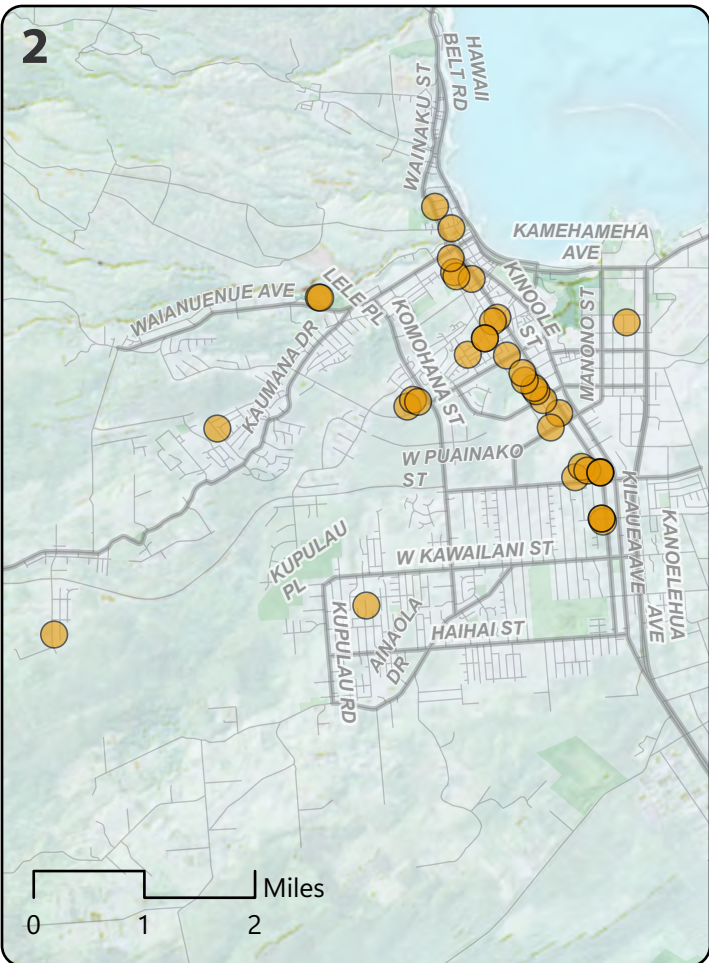 2
HAWAII
BELT RD
WAINAKU ST
KAMEHAMEHA
AVE
WAIANUENUE AVE
LELE PL
KINOOLE
ST
MANONO ST
KOMOHANA ST
KAUMANA DR
W PUAINAKO
ST
KILAUEA AVE
KANOELEHUA
AVE
KUPULAU
PL
W KAWAILANI ST
KUPULAU RD
AINAOLA
DR
HAIHAI ST
Miles
0 1 2